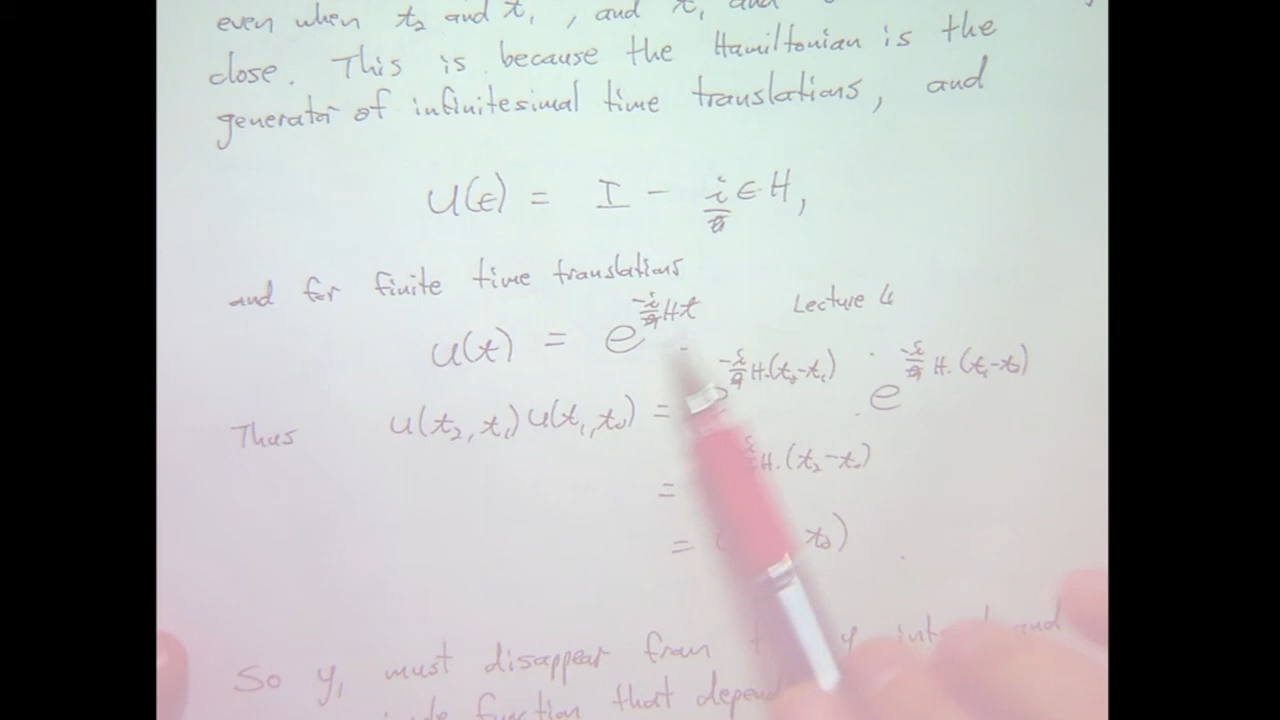 even when t₂ and t₁, and t₁ and
close. This is because the Hamiltonian is the
generator of infinitesimal time translations, and
U(ϵ) = I - i/ħ ϵ H,
and for finite time translations
Lecture 4
U(t) = e^{-i/ħ Ht}
Thus U(t₂, t₁) U(t₁, t₀) = e^{-i/ħ H.(t₂-t₁)} . e^{-i/ħ H.(t₁-t₀)}
= H.(t₂-t₀)
= t₀)
So y₁ must disappear from
function that